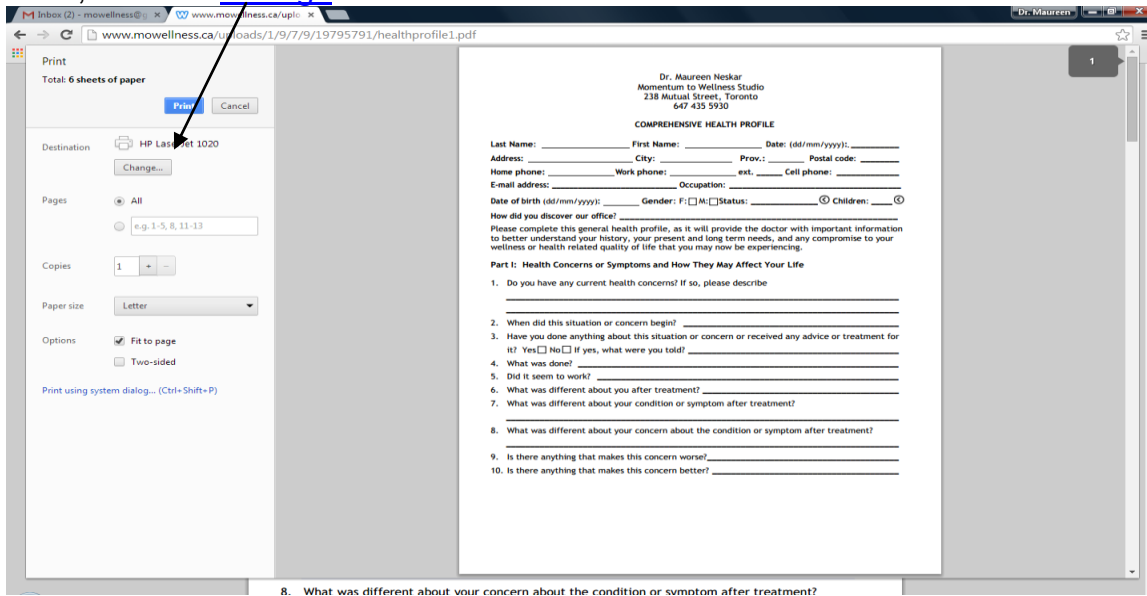 Inbox (2) - mowellness@g
www.mowellness.ca/uplo
Dr. Maureen
www.mowellness.ca/uploads/1/9/7/9/19795791/healthprofile1.pdf
Print
Total: 6 sheets of paper
Print Cancel
Destination HP LaserJet 1020
Change...
Pages All
e.g. 1-5, 8, 11-13
Copies 1 + -
Paper size Letter
Options Fit to page
Two-sided
Print using system dialog... (Ctrl+Shift+P)
1
Dr. Maureen Neskar
Momentum to Wellness Studio
238 Mutual Street, Toronto
647 435 5930
COMPREHENSIVE HEALTH PROFILE
Last Name: First Name: Date: (dd/mm/yyyy):.
Address: City: Prov.: Postal code:
Home phone: Work phone: ext. Cell phone:
E-mail address: Occupation:
Date of birth (dd/mm/yyyy): Gender: F: M: Status: Children:
How did you discover our office?
Please complete this general health profile, as it will provide the doctor with important information
to better understand your history, your present and long term needs, and any compromise to your
wellness or health related quality of life that you may now be experiencing.
Part I: Health Concerns or Symptoms and How They May Affect Your Life
1. Do you have any current health concerns? If so, please describe
2. When did this situation or concern begin?
3. Have you done anything about this situation or concern or received any advice or treatment for
it? Yes No If yes, what were you told?
4. What was done?
5. Did it seem to work?
6. What was different about you after treatment?
7. What was different about your condition or symptom after treatment?
8. What was different about your concern about the condition or symptom after treatment?
9. Is there anything that makes this concern worse?
10. Is there anything that makes this concern better?
8. What was different about your concern about the condition or symptom after treatment?